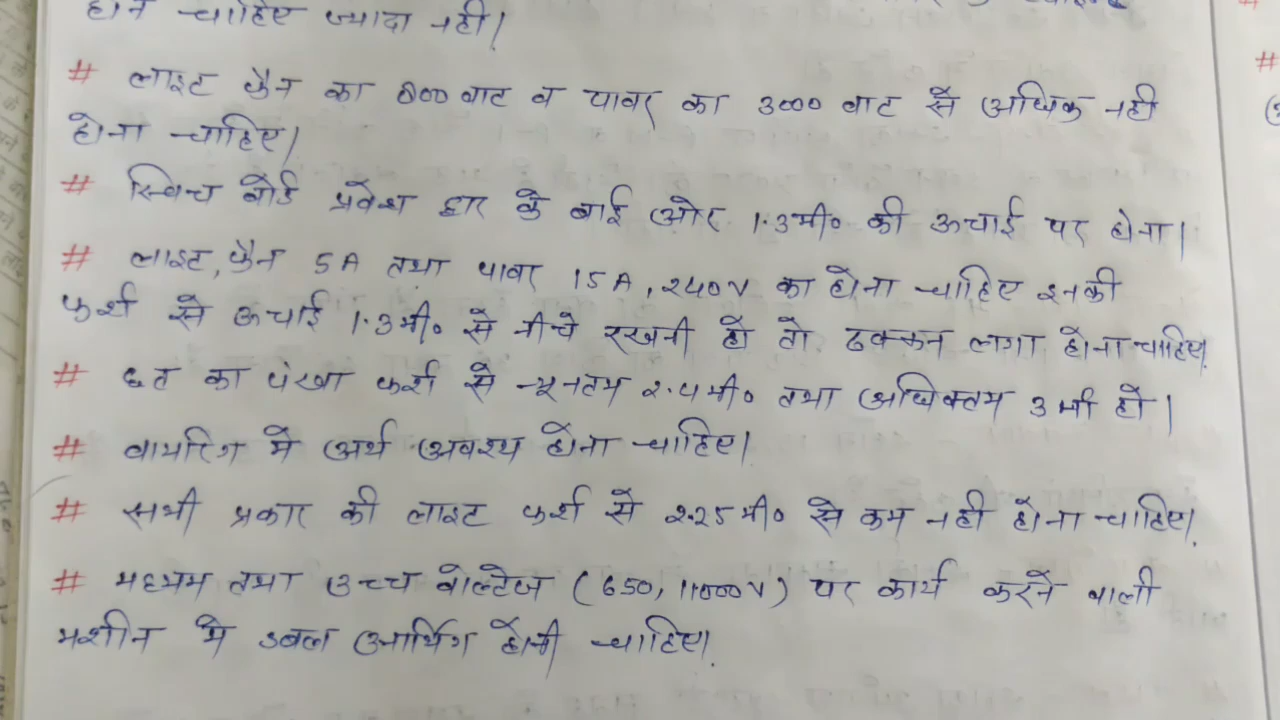 होने चाहिए ज्यादा नही।
# लाइट फैन का 800 वाट व पावर का 3000 वाट से अधिक नही
होना चाहिए।
# स्विच बोर्ड प्रवेश द्वार के बाई ओर 1.3मी० की ऊचाई पर होना।
# लाइट, फैन 5A तथा पावर 15A, 240V का होना चाहिए इनकी
फर्श से ऊचाई 1.3मी० से नीचे रखनी हो तो ढक्कन लगा होना चाहिए।
# छत का पंखा फर्श से न्यूनतम 2.4मी० तथा अधिक्तम 3 मी हो।
# वायरिग मे अर्थ अवश्य होना चाहिए।
# सभी प्रकार की लाइट फर्श से 2.25मी० से कम नही होना चाहिए।
# मध्यम तथा उच्च वोल्टेज (650, 11000V) पर कार्य करने वाली
मशीन मे डबल आर्थिग होनी चाहिए।